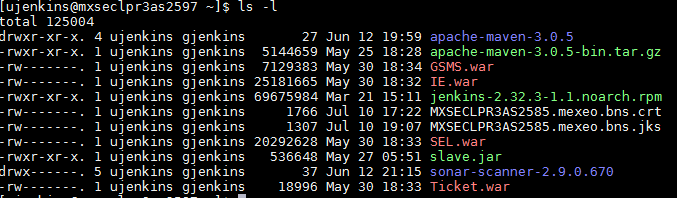 [ujenkins@mxseclpr3as2597 ~]$ ls -l
total 125004
drwxr-xr-x. 4 ujenkins gjenkins 27 Jun 12 19:59 apache-maven-3.0.5
-rwxr-xr-x. 1 ujenkins gjenkins 5144659 May 25 18:28 apache-maven-3.0.5-bin.tar.gz
-rw-------. 1 ujenkins gjenkins 7129383 May 30 18:34 GSMS.war
-rw-------. 1 ujenkins gjenkins 25181665 May 30 18:32 IE.war
-rwxr-xr-x. 1 ujenkins gjenkins 69675984 Mar 21 15:11 jenkins-2.32.3-1.1.noarch.rpm
-rw-------. 1 ujenkins gjenkins 1766 Jul 10 17:22 MXSECLPR3AS2585.mexeo.bns.crt
-rw-------. 1 ujenkins gjenkins 1307 Jul 10 19:07 MXSECLPR3AS2585.mexeo.bns.jks
-rw-------. 1 ujenkins gjenkins 20292628 May 30 18:33 SEL.war
-rwxr-xr-x. 1 ujenkins gjenkins 536648 May 27 05:51 slave.jar
drwx------. 5 ujenkins gjenkins 37 Jun 12 21:15 sonar-scanner-2.9.0.670
-rw-------. 1 ujenkins gjenkins 18996 May 30 18:33 Ticket.war